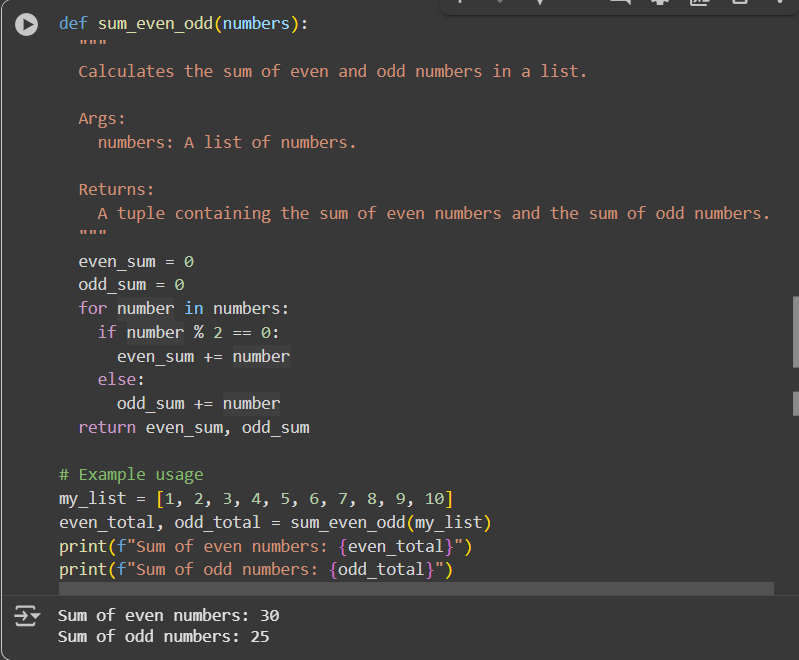 def sum_even_odd(numbers):
  """
  Calculates the sum of even and odd numbers in a list.

  Args:
    numbers: A list of numbers.

  Returns:
    A tuple containing the sum of even numbers and the sum of odd numbers.
  """
  even_sum = 0
  odd_sum = 0
  for number in numbers:
    if number % 2 == 0:
      even_sum += number
    else:
      odd_sum += number
  return even_sum, odd_sum

# Example usage
my_list = [1, 2, 3, 4, 5, 6, 7, 8, 9, 10]
even_total, odd_total = sum_even_odd(my_list)
print(f"Sum of even numbers: {even_total}")
print(f"Sum of odd numbers: {odd_total}")
Sum of even numbers: 30
Sum of odd numbers: 25